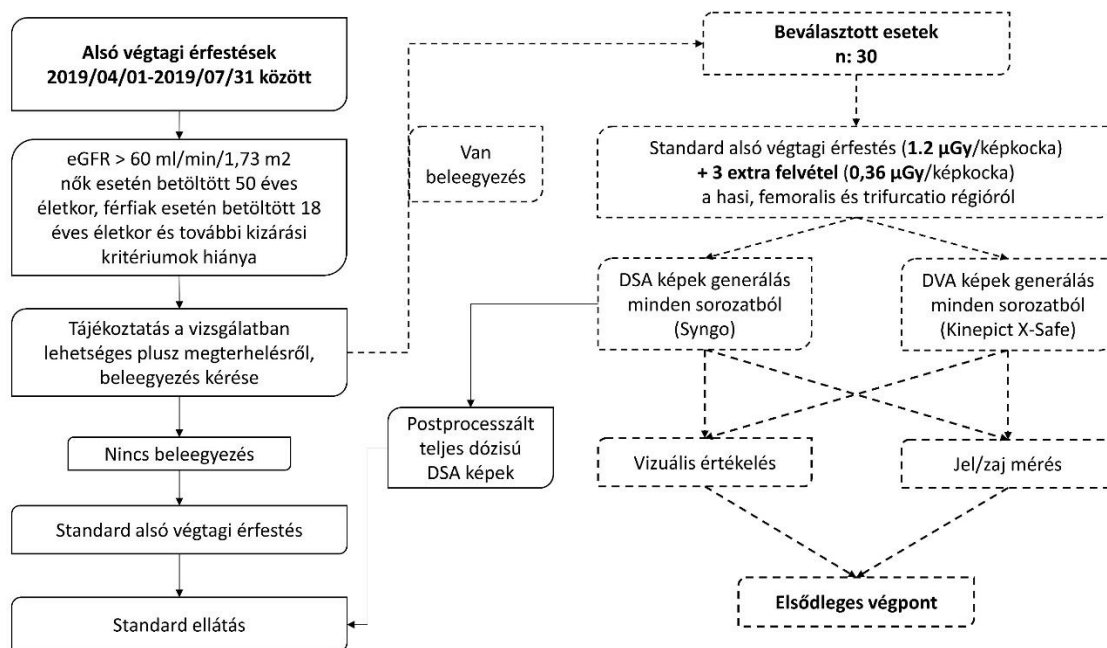 Alsó végtagi érfestések
2019/04/01-2019/07/31 között
eGFR > 60 ml/min/1,73 m2
nők esetén betöltött 50 éves
életkor, férfiak esetén betöltött 18
éves életkor és további kizárási
kritériumok hiánya
Tájékoztatás a vizsgálatban
lehetséges plusz megterhelésről,
beleegyezés kérése
Nincs beleegyezés
Standard alsó végtagi érfestés
Standard ellátás
Van
beleegyezés
Beválasztott esetek
n: 30
Standard alsó végtagi érfestés (1.2 μGy/képkocka)
+ 3 extra felvétel (0,36 μGy/képkocka)
a hasi, femoralis és trifurcatio régióról
DSA képek generálás
minden sorozatból
(Syngo)
DVA képek generálás
minden sorozatból
(Kinepict X-Safe)
Postprocesszált
teljes dózisú
DSA képek
Vizuális értékelés
Jel/zaj mérés
Elsődleges végpont